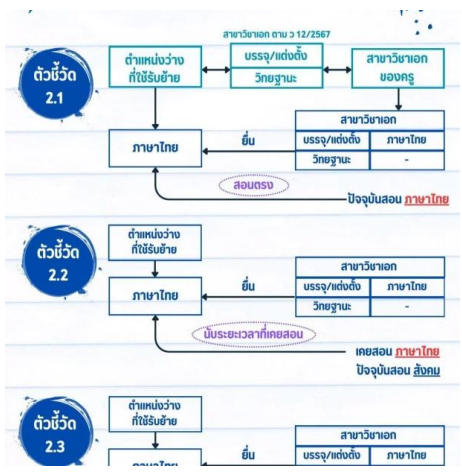 สาขาวิชาเอก ตาม ว 12/2567
ตัวชี้วัด
2.1
ตำแหน่งว่าง
ที่ใช้รับย้าย
บรรจุ/แต่งตั้ง
วิทยฐานะ
สาขาวิชาเอก
ของครู
ภาษาไทย
ยื่น
สาขาวิชาเอก
บรรจุ/แต่งตั้ง ภาษาไทย
วิทยฐานะ -
สอนตรง
ปัจจุบันสอน ภาษาไทย
ตัวชี้วัด
2.2
ตำแหน่งว่าง
ที่ใช้รับย้าย
ภาษาไทย
ยื่น
สาขาวิชาเอก
บรรจุ/แต่งตั้ง ภาษาไทย
วิทยฐานะ -
นับระยะเวลาที่เคยสอน
เคยสอน ภาษาไทย
ปัจจุบันสอน สังคม
ตัวชี้วัด
2.3
ตำแหน่งว่าง
ที่ใช้รับย้าย
ยื่น
สาขาวิชาเอก
บรรจุ/แต่งตั้ง ภาษาไทย